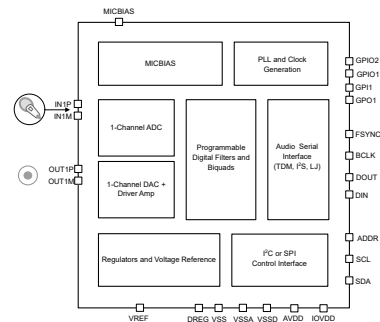 MICBIAS
MICBIAS
PLL and Clock
Generation
GPIO2
GPIO1
GPI1
GPO1
IN1P
IN1M
1-Channel ADC
Programmable
Digital Filters and
Biquads
Audio Serial
Interface
(TDM, I²S, LJ)
FSYNC
BCLK
DOUT
DIN
OUT1P
OUT1M
1-Channel DAC +
Driver Amp
Regulators and Voltage Reference
I²C or SPI
Control Interface
ADDR
SCL
SDA
VREF
DREG
VSS
VSSA
VSSD
AVDD
IOVDD